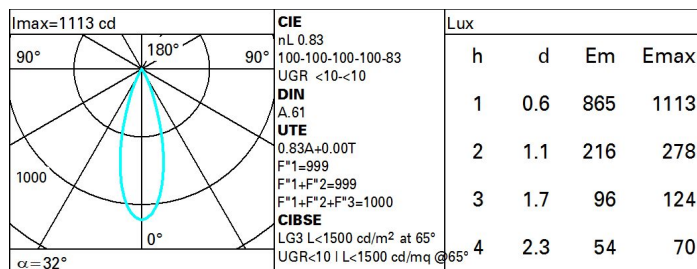 Imax=1113 cd
90°
180°
90°
1000
0°
α=32°
CIE
nL 0.83
100-100-100-100-83
UGR <10-<10
DIN
A.61
UTE
0.83A+0.00T
F"1=999
F"1+F"2=999
F"1+F"2+F"3=1000
CIBSE
LG3 L<1500 cd/m² at 65°
UGR<10 | L<1500 cd/mq @65°
Lux
h d Em Emax
1 0.6 865 1113
2 1.1 216 278
3 1.7 96 124
4 2.3 54 70